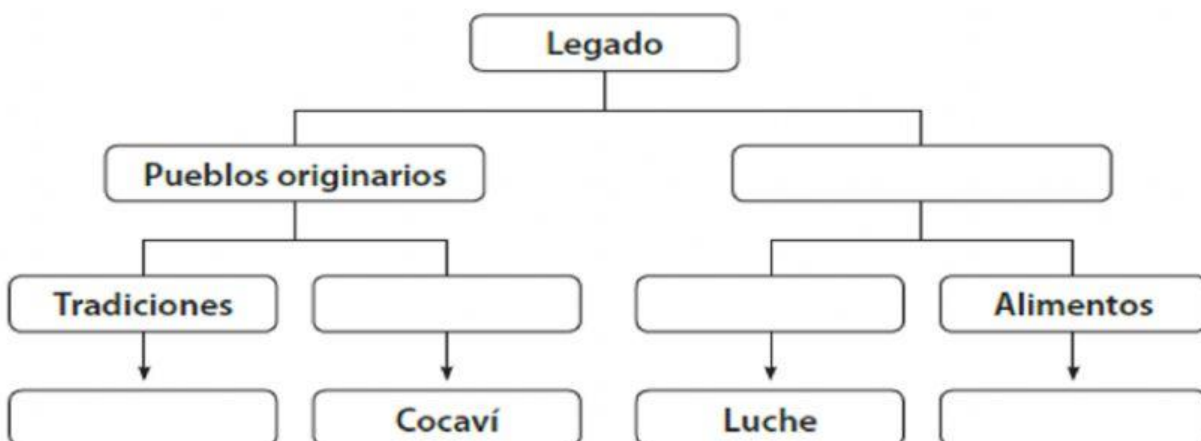 Legado
Pueblos originarios
Tradiciones
Alimentos
Cocaví
Luche